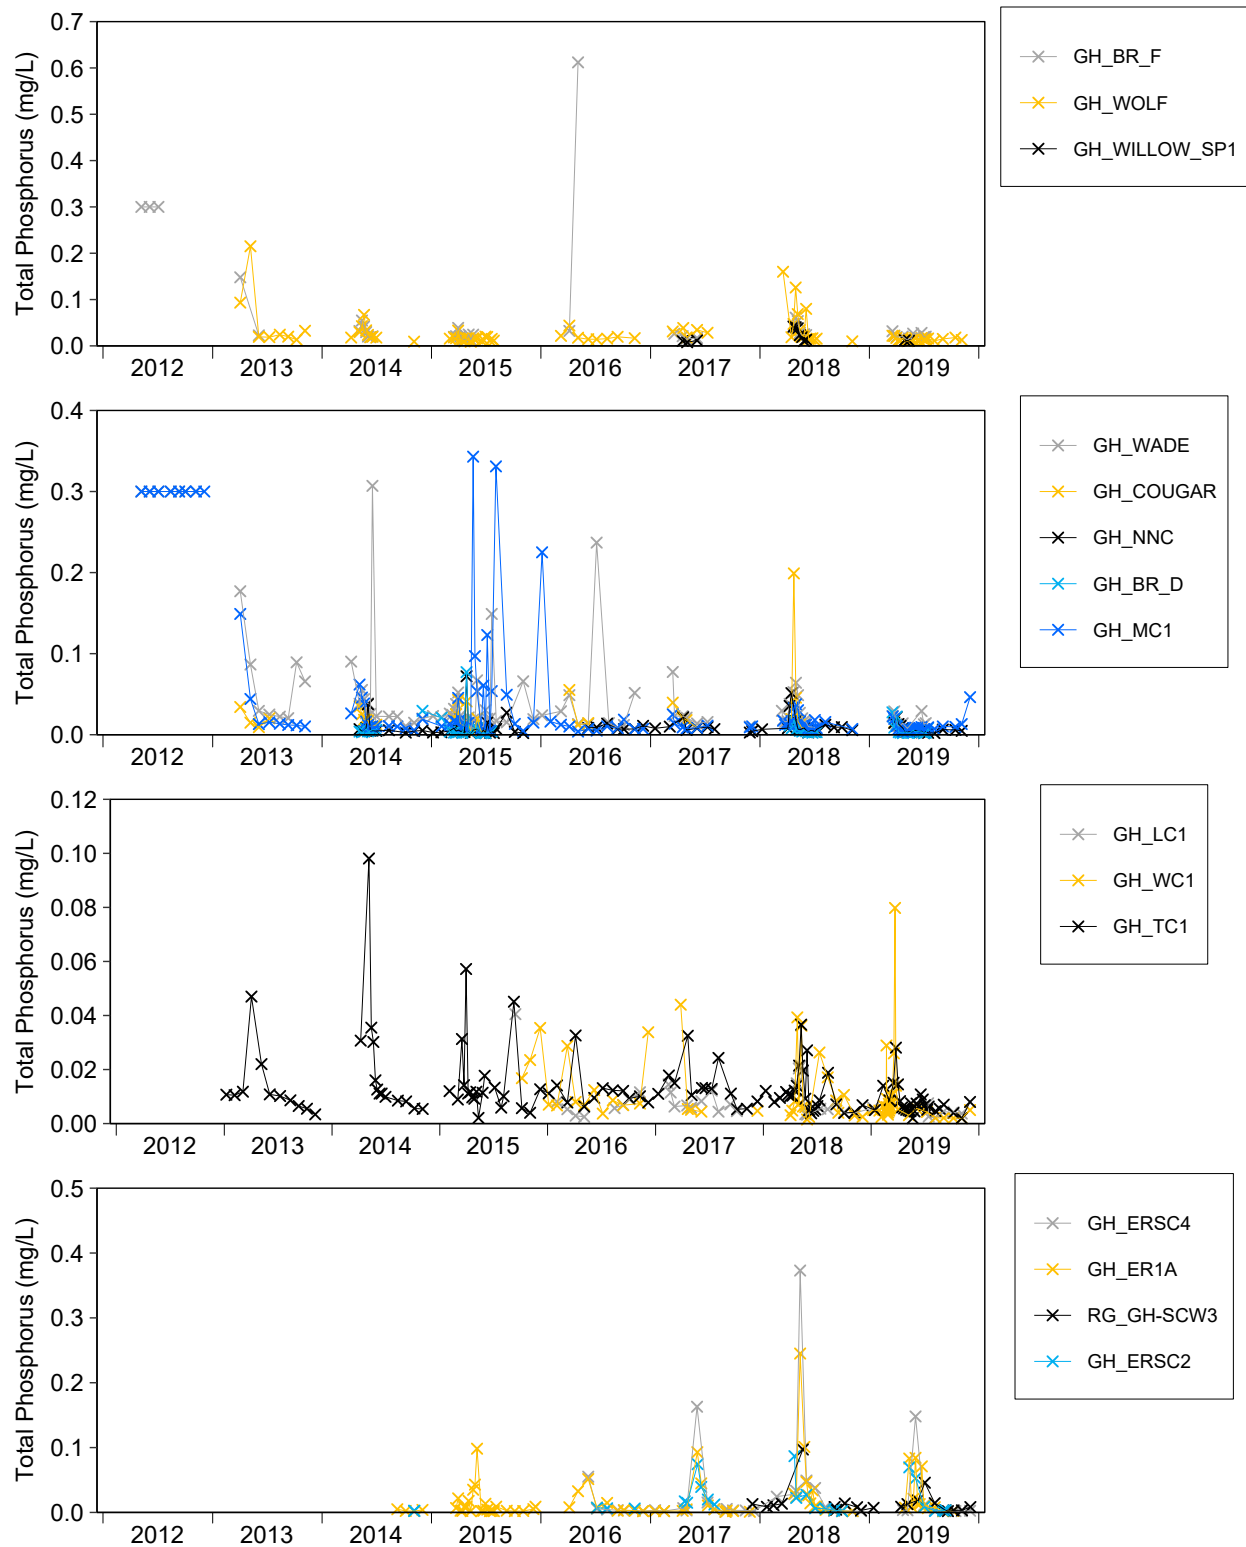 Total Phosphorus (mg/L)
0.7
0.6
0.5
0.4
0.3
0.2
0.1
0.0
2012 2013 2014 2015 2016 2017 2018 2019
GH_BR_F
GH_WOLF
GH_WILLOW_SP1
Total Phosphorus (mg/L)
0.4
0.3
0.2
0.1
0.0
2012 2013 2014 2015 2016 2017 2018 2019
GH_WADE
GH_COUGAR
GH_NNC
GH_BR_D
GH_MC1
Total Phosphorus (mg/L)
0.12
0.10
0.08
0.06
0.04
0.02
0.00
2012 2013 2014 2015 2016 2017 2018 2019
GH_LC1
GH_WC1
GH_TC1
Total Phosphorus (mg/L)
0.5
0.4
0.3
0.2
0.1
0.0
2012 2013 2014 2015 2016 2017 2018 2019
GH_ERSC4
GH_ER1A
RG_GH-SCW3
GH_ERSC2